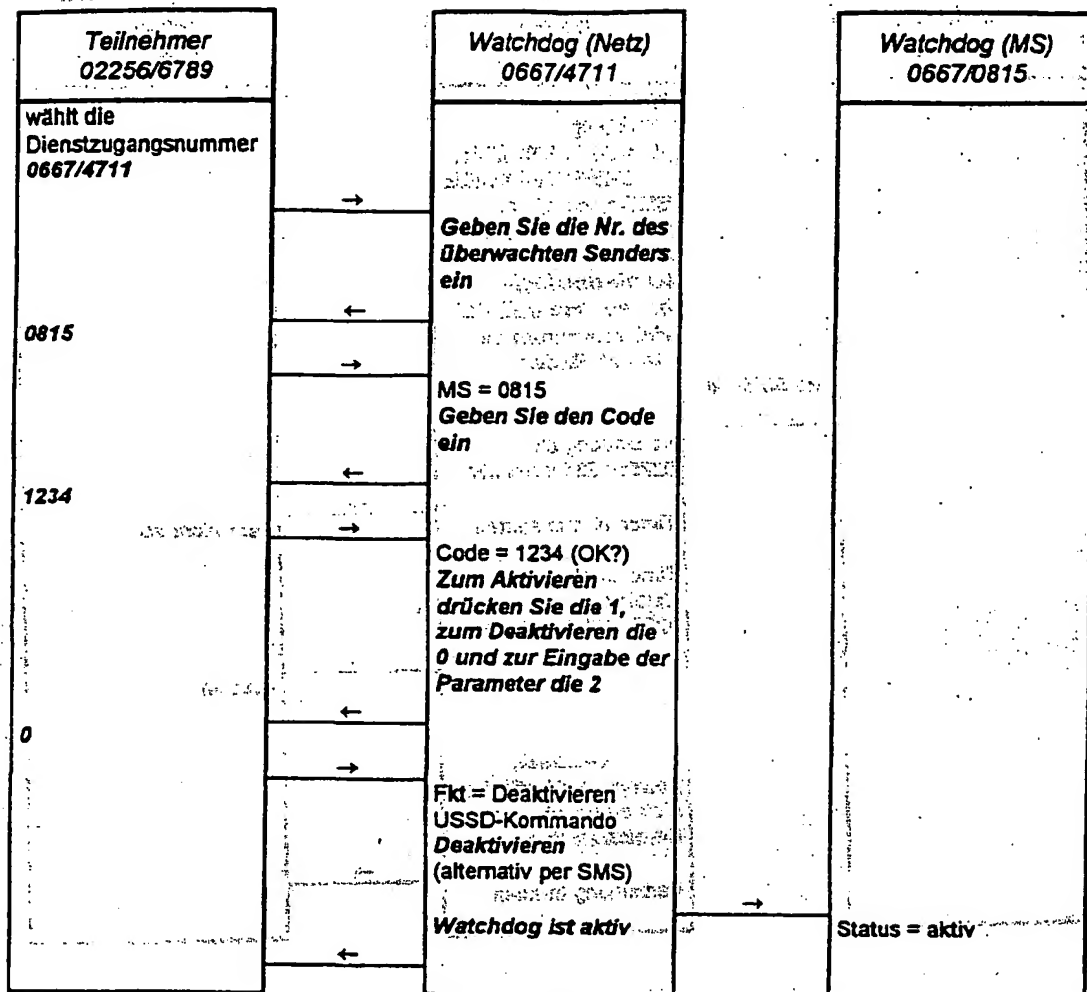 Teilnehmer
02256/6789
Watchdog (Netz)
0667/4711
Watchdog (MS)
0667/0815
wählt die
Dienstzugangsnummer
0667/4711
→
Geben Sie die Nr. des
überwachten Senders
ein
←
0815
→
MS = 0815
Geben Sie den Code
ein
←
1234
→
Code = 1234 (OK?)
Zum Aktivieren
drücken Sie die 1,
zum Deaktivieren die
0 und zur Eingabe der
Parameter die 2
←
0
→
Fkt = Deaktivieren
USSD-Kommando
Deaktivieren
(alternativ per SMS)
→
Watchdog ist aktiv
Status = aktiv
←